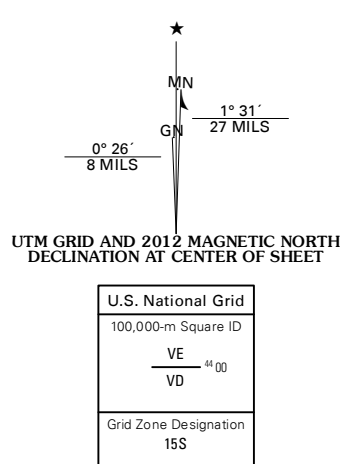 ★
MN
1° 31´
27 MILS
GN
0° 26´
8 MILS
UTM GRID AND 2012 MAGNETIC NORTH
DECLINATION AT CENTER OF SHEET
U.S. National Grid
100,000-m Square ID
VE
44 00
VD
Grid Zone Designation
15S